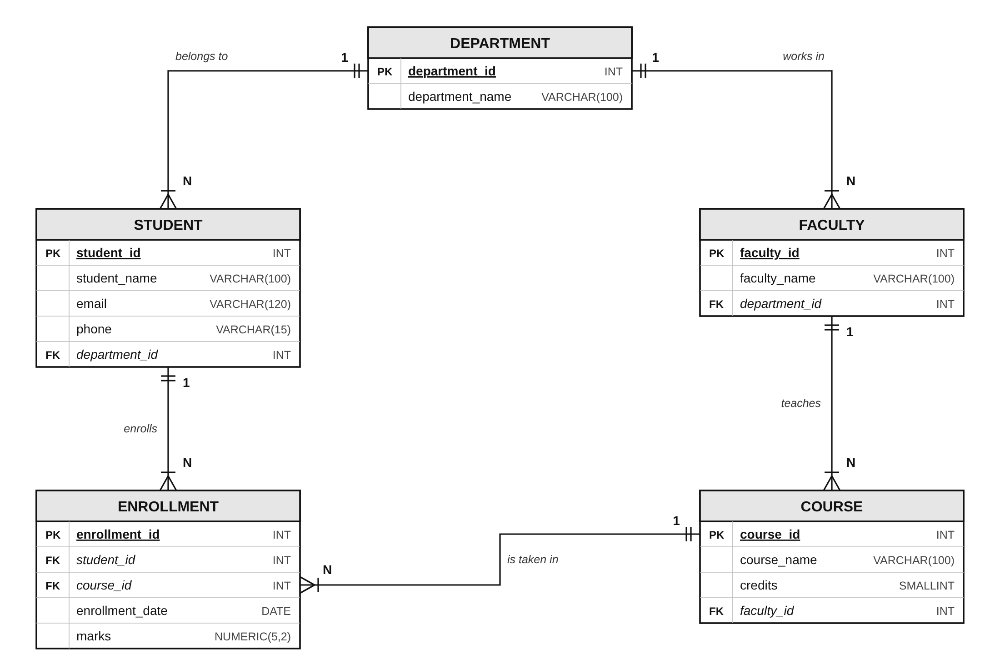 DEPARTMENT
belongs to
1
1
works in
PK department_id INT
department_name VARCHAR(100)
N
N
STUDENT
PK student_id INT
student_name VARCHAR(100)
email VARCHAR(120)
phone VARCHAR(15)
FK department_id INT
FACULTY
PK faculty_id INT
faculty_name VARCHAR(100)
FK department_id INT
1
1
enrolls
teaches
N
N
ENROLLMENT
PK enrollment_id INT
FK student_id INT
FK course_id INT
enrollment_date DATE
marks NUMERIC(5,2)
N
is taken in
1
COURSE
PK course_id INT
course_name VARCHAR(100)
credits SMALLINT
FK faculty_id INT